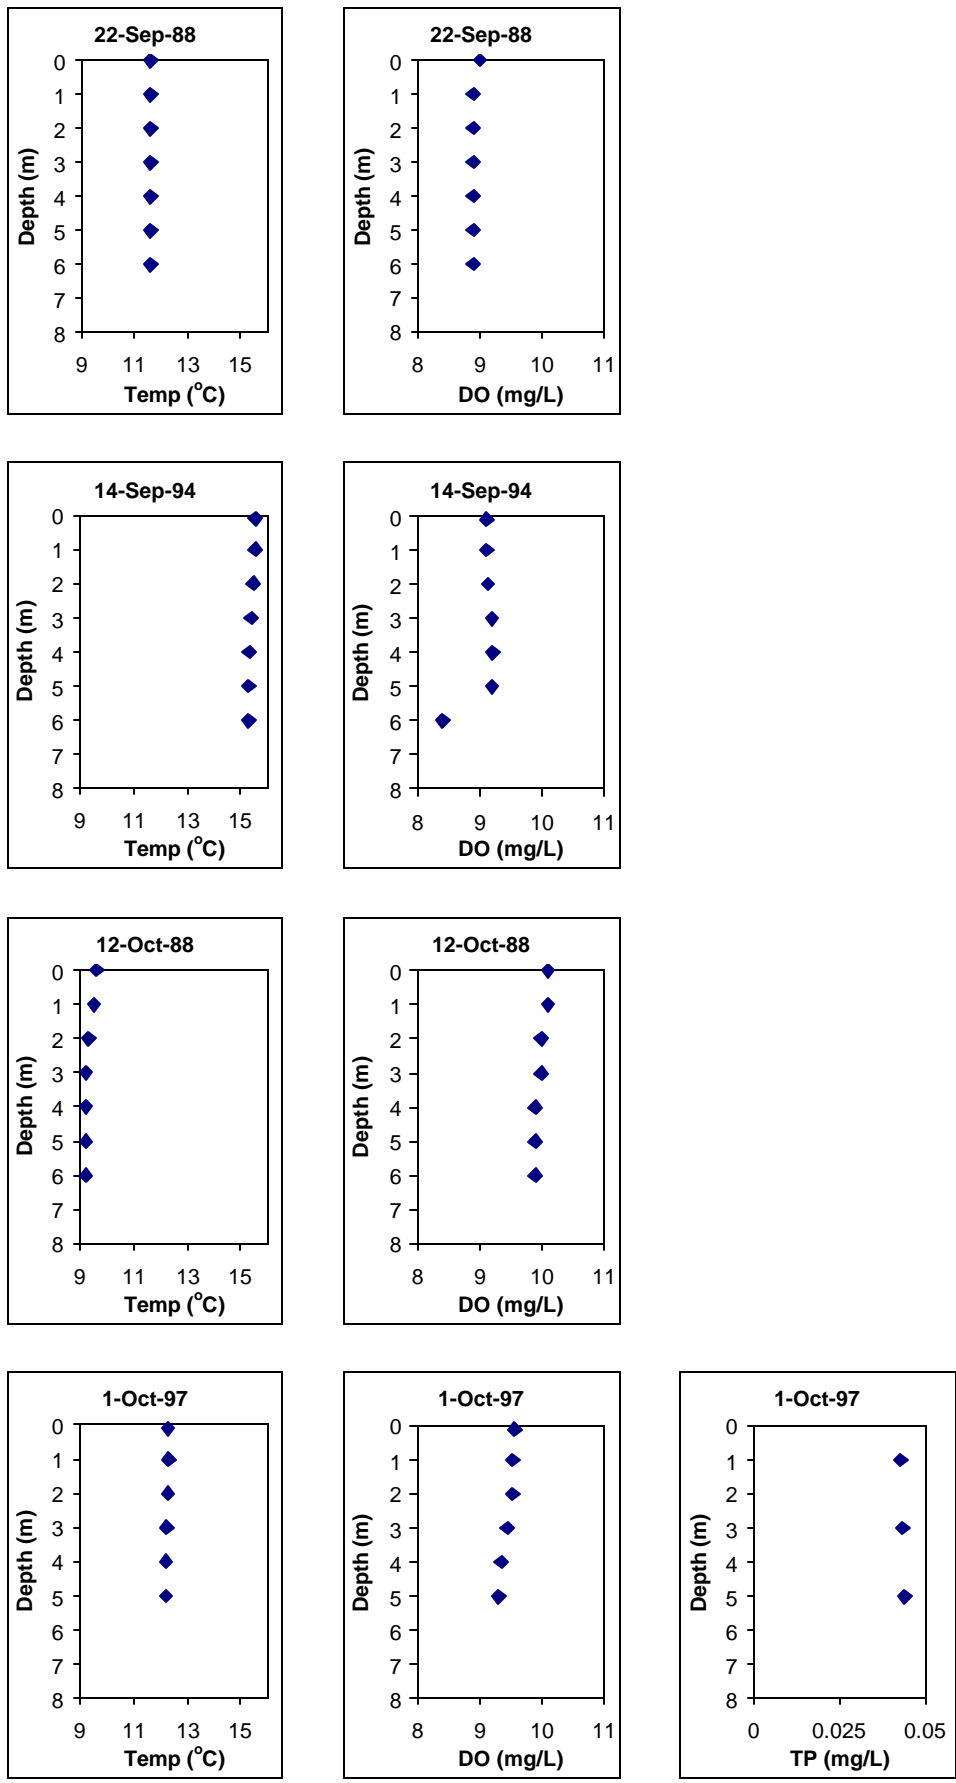 22-Sep-88
0
1
2
3
4
5
6
7
8
Depth (m)
9 11 13 15
Temp (°C)
22-Sep-88
0
1
2
3
4
5
6
7
8
Depth (m)
8 9 10 11
DO (mg/L)
14-Sep-94
0
1
2
3
4
5
6
7
8
Depth (m)
9 11 13 15
Temp (°C)
14-Sep-94
0
1
2
3
4
5
6
7
8
Depth (m)
8 9 10 11
DO (mg/L)
12-Oct-88
0
1
2
3
4
5
6
7
8
Depth (m)
9 11 13 15
Temp (°C)
12-Oct-88
0
1
2
3
4
5
6
7
8
Depth (m)
8 9 10 11
DO (mg/L)
1-Oct-97
0
1
2
3
4
5
6
7
8
Depth (m)
9 11 13 15
Temp (°C)
1-Oct-97
0
1
2
3
4
5
6
7
8
Depth (m)
8 9 10 11
DO (mg/L)
1-Oct-97
0
1
2
3
4
5
6
7
8
Depth (m)
0 0.025 0.05
TP (mg/L)